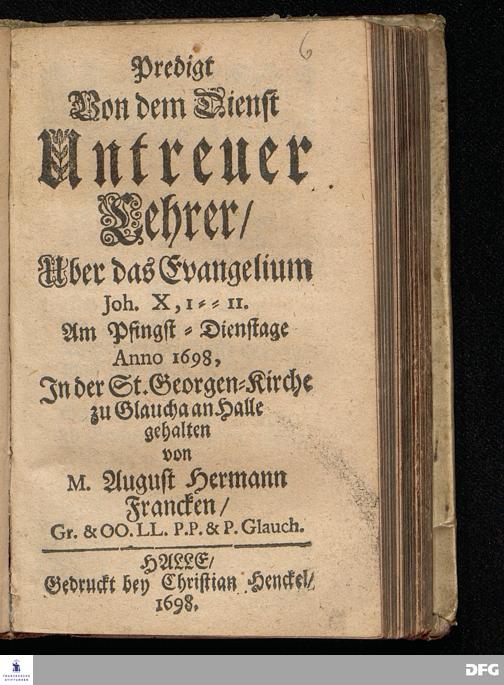 6
Predigt
Von dem Dienst
Untreuer
Lehrer/
Uber das Evangelium
Joh. X, 1 ⸗ ⸗ 11.
Am Pfingst ⸗ Dienstage
Anno 1698,
In der St. Georgen⸗Kirche
zu Glaucha an Halle
gehalten
von
M. August Hermann
Francken/
Gr. & OO. LL. P. P. & P. Glauch.
HALLE/
Gedruckt bey Christian Henckel/
1698,
FRANCKESCHE
STIFTUNGEN
DFG